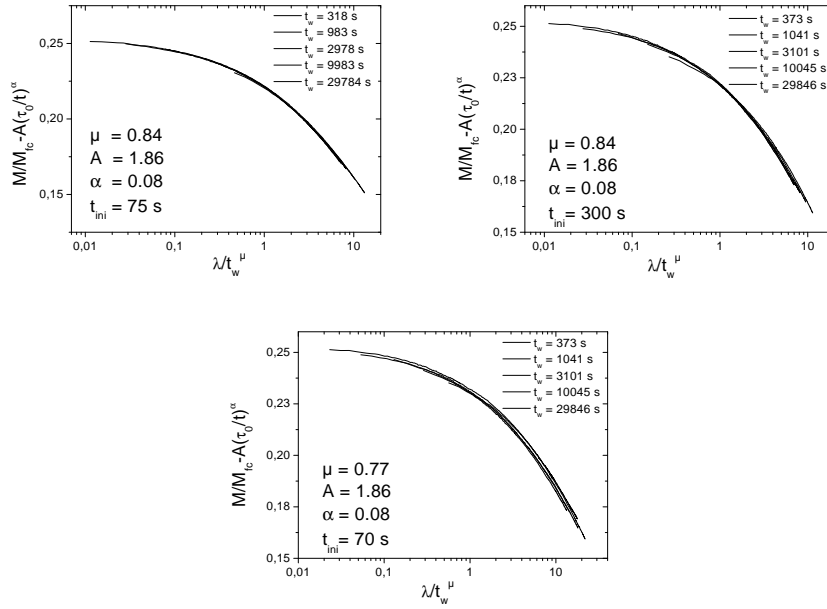 t_w = 318 s
t_w = 983 s
t_w = 2978 s
t_w = 9983 s
t_w = 29784 s
0,25
0,20
0,15
M/M_fc-A(τ_0/t)^α
μ = 0.84
A = 1.86
α = 0.08
t_ini = 75 s
0,01 0,1 1 10
λ/t_w^μ
t_w = 373 s
t_w = 1041 s
t_w = 3101 s
t_w = 10045 s
t_w = 29846 s
0,25
0,23
0,20
0,18
0,15
M/M_fc-A(τ_0/t)^α
μ = 0.84
A = 1.86
α = 0.08
t_ini = 300 s
0,01 0,1 1 10
λ/t_w^μ
t_w = 373 s
t_w = 1041 s
t_w = 3101 s
t_w = 10045 s
t_w = 29846 s
0,25
0,23
0,20
0,18
0,15
M/M_fc-A(τ_0/t)^α
μ = 0.77
A = 1.86
α = 0.08
t_ini = 70 s
0,01 0,1 1 10
λ/t_w^μ